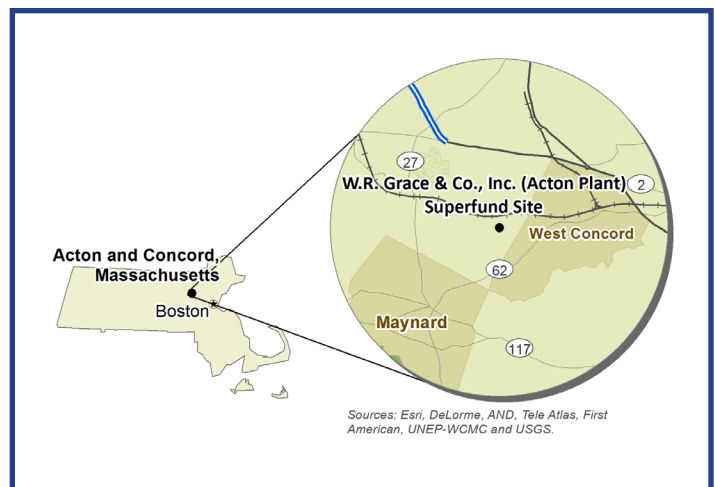 27
W.R. Grace & Co., Inc. (Acton Plant)
2
Superfund Site
West Concord
Acton and Concord,
Massachusetts
62
Boston
Maynard
117
Sources: Esri, DeLorme, AND, Tele Atlas, First
American, UNEP-WCMC and USGS.